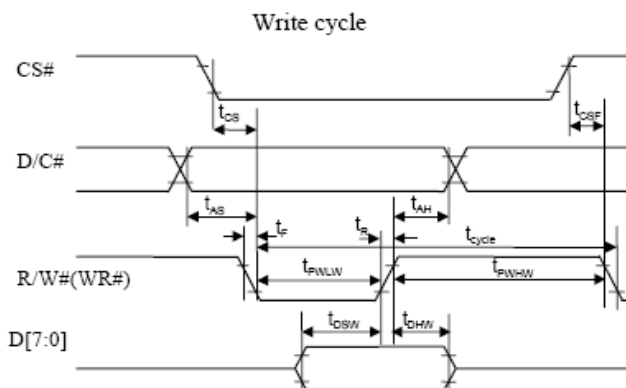 Write cycle
CS#
tCS
tCSF
D/C#
tAS
tAH
tF
tR
tcycle
R/W#(WR#)
tPWLW
tPWHW
D[7:0]
tDSW
tDHW